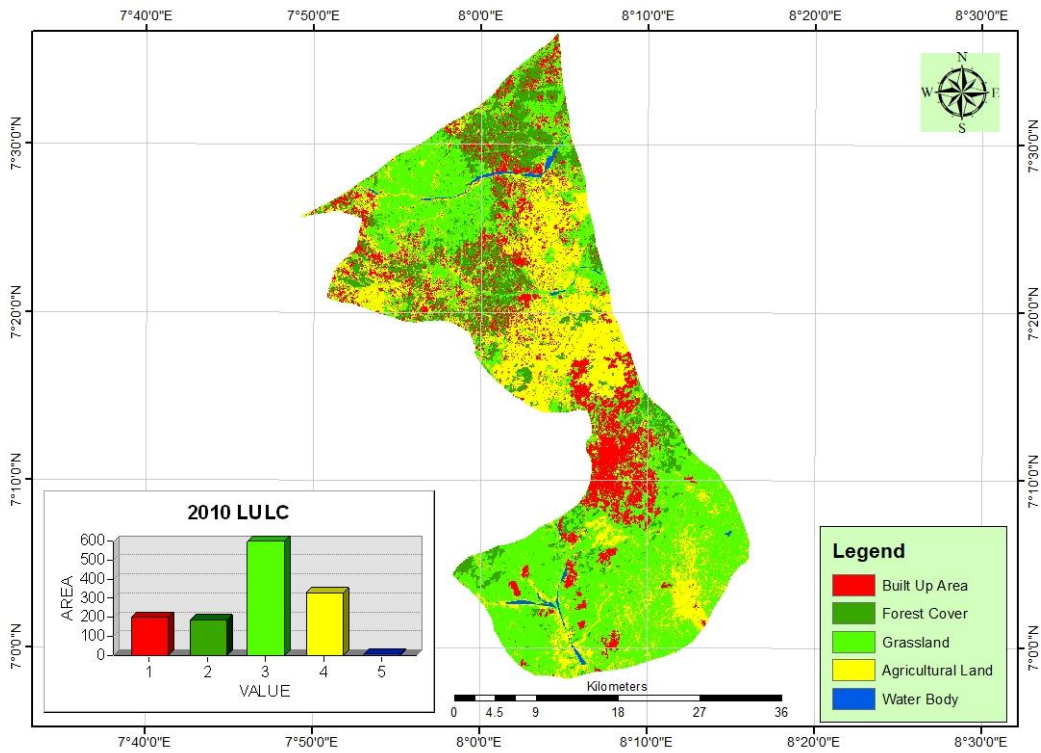 7°40'0"E 7°50'0"E 8°0'0"E 8°10'0"E 8°20'0"E 8°30'0"E
N
W E
S
7°30'0"N 7°30'0"N
7°20'0"N 7°20'0"N
7°10'0"N 7°10'0"N
7°0'0"N 7°0'0"N
2010 LULC
AREA
600
500
400
300
200
100
0
1 2 3 4 5
VALUE
Kilometers
0 4.5 9 18 27 36
Legend
Built Up Area
Forest Cover
Grassland
Agricultural Land
Water Body
7°40'0"E 7°50'0"E 8°0'0"E 8°10'0"E 8°20'0"E 8°30'0"E